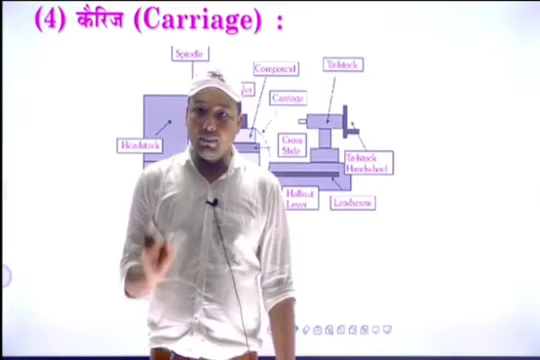 (4) कैरिज (Carriage) :
Spindle
Compound
Tailstock
Carriage
Headstock
Cross
Slide
Tailstock
Handwheel
Halfnut
Lever
Leadscrew